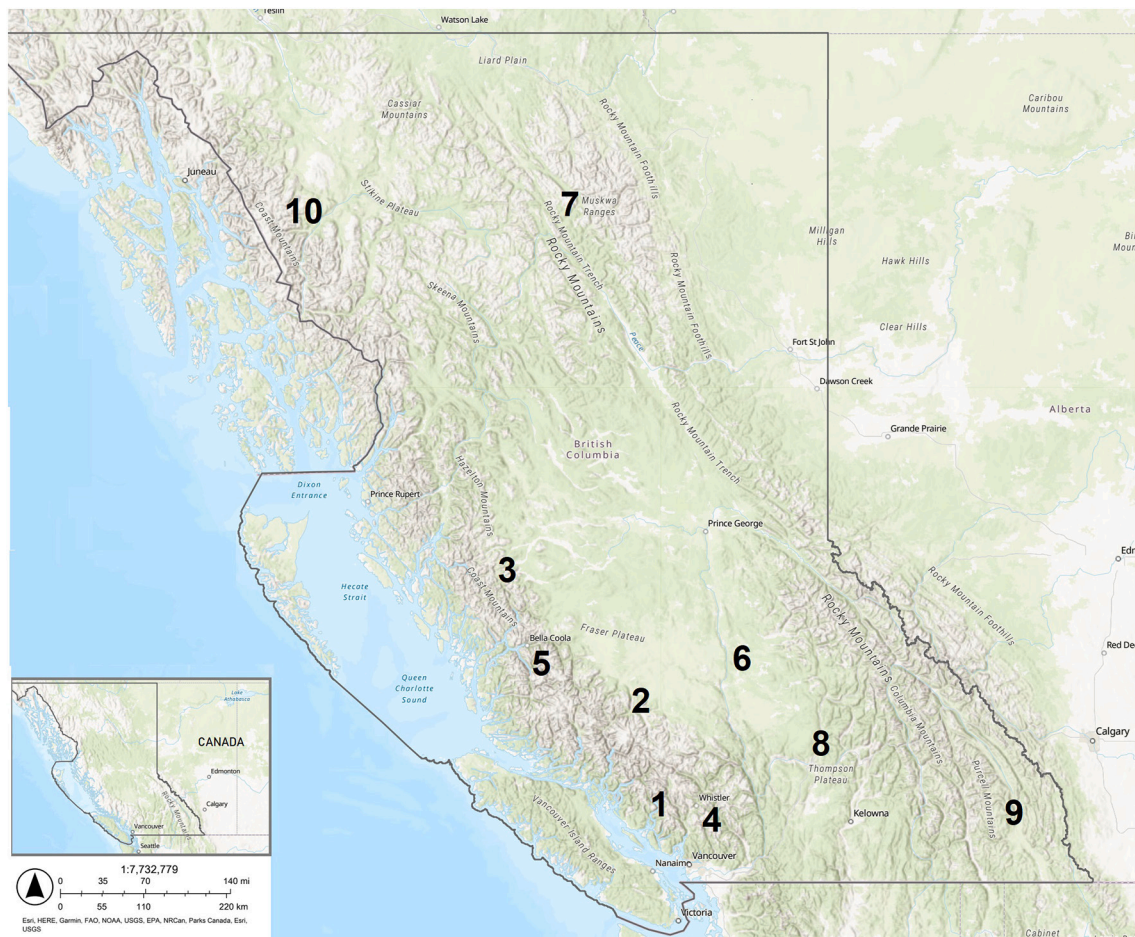 Teslin
Watson Lake
Liard Plain
Cassiar
Mountains
Rocky Mountain Foothills
Caribou
Mountains
Juneau
Coast Mountains
10
Stikine Plateau
7
Muskwa
Ranges
Rocky Mountain Trench
Rocky Mountains
Milligan
Hills
Hawk Hills
Rocky Mountain Foothills
Skeena Mountains
Clear Hills
Peace
Fort St John
Dawson Creek
Alberta
Grande Prairie
British
Columbia
Rocky Mountain Trench
Hazelton Mountains
Dixon
Entrance
Prince Rupert
Prince George
3
Hecate
Strait
Coast Mountains
Rocky Mountain Foothills
Rocky Mountains
Fraser Plateau
Bella Coola
5
6
Red De
Queen
Charlotte
Sound
2
Columbia Mountains
Calgary
8
Thompson
Plateau
Purcell Mountains
Vancouver Island Ranges
1
Whistler
4
9
Kelowna
Nanaimo
Vancouver
Victoria
Cabinet
Lake
Athabasca
CANADA
Edmonton
Rocky Mountains
Calgary
Vancouver
Seattle
1:7,732,779
0 35 70 140 mi
0 55 110 220 km
Esri, HERE, Garmin, FAO, NOAA, USGS, EPA, NRCan, Parks Canada, Esri,
USGS